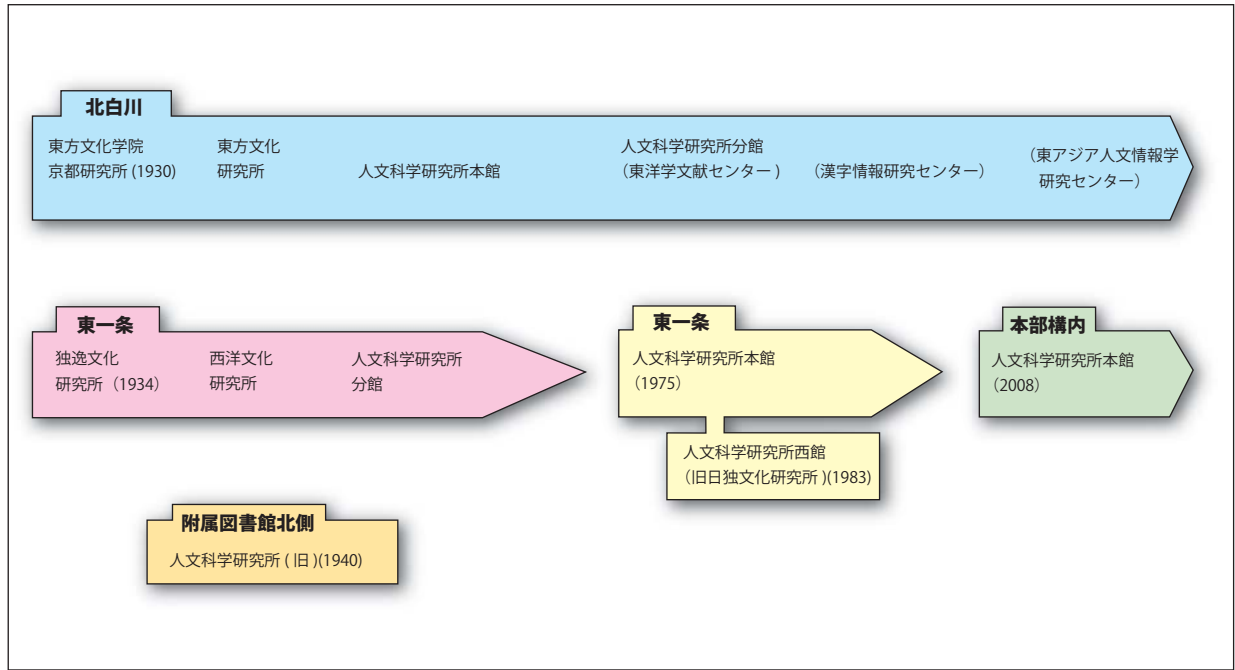 北白川
東方文化学院
京都研究所 (1930)
東方文化
研究所
人文科学研究所本館
人文科学研究所分館
（東洋学文献センター )
（漢字情報研究センター）
（東アジア人文情報学
研究センター）
東一条
独逸文化
研究所（1934）
西洋文化
研究所
人文科学研究所
分館
東一条
人文科学研究所本館
（1975）
人文科学研究所西館
（旧日独文化研究所 )(1983)
本部構内
人文科学研究所本館
（2008）
附属図書館北側
人文科学研究所 ( 旧 )(1940)